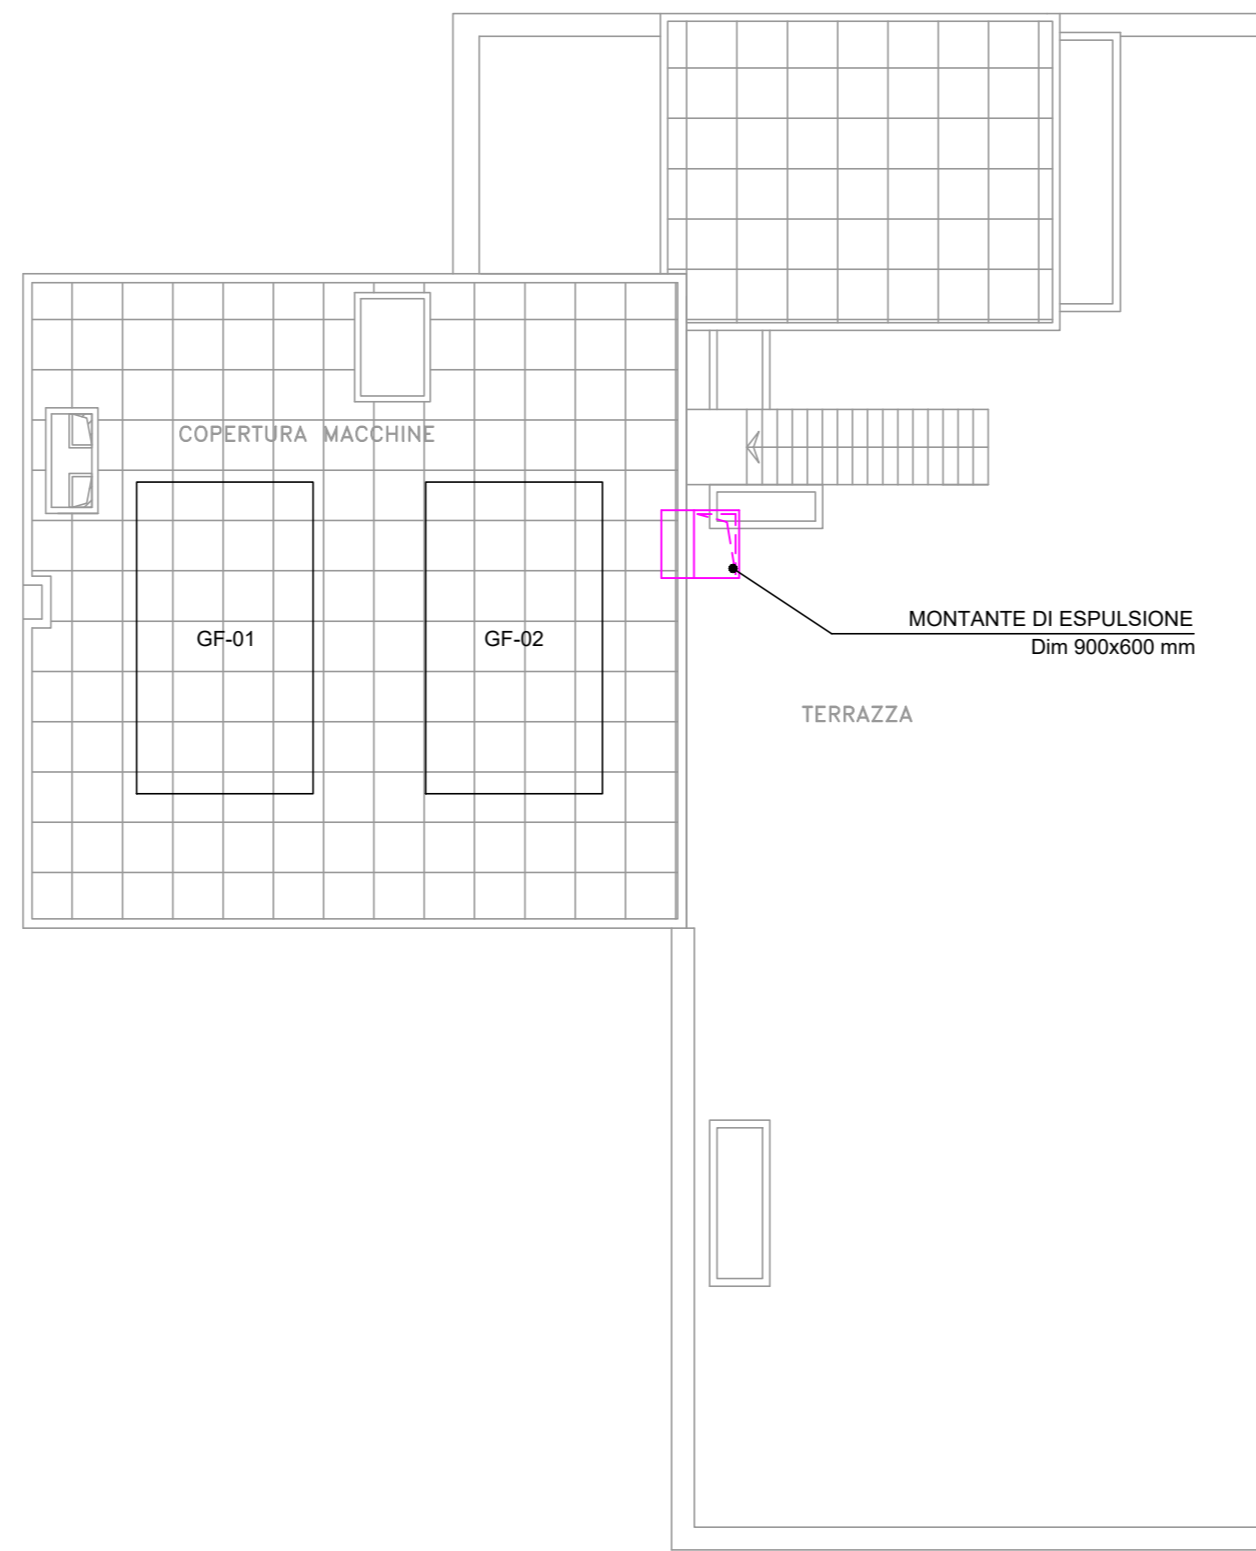 COPERTURA MACCHINE
GF-01
GF-02
MONTANTE DI ESPULSIONE
Dim 900x600 mm
TERRAZZA